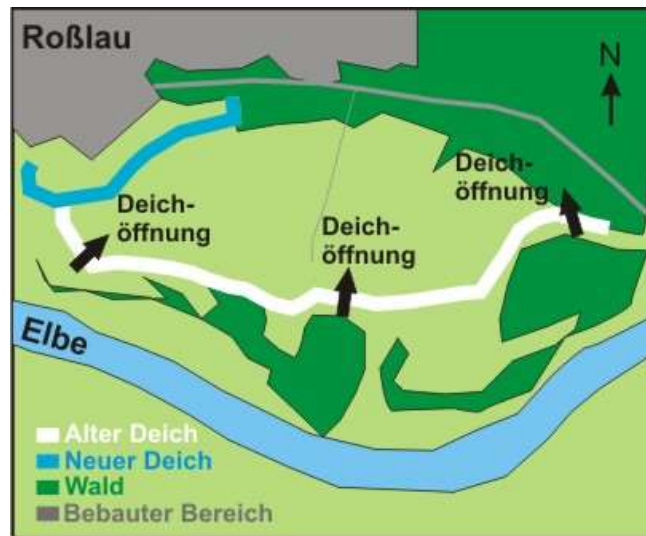 Roßlau
N
Deich-
öffnung
Deich-
öffnung
Deich-
öffnung
Elbe
Alter Deich
Neuer Deich
Wald
Bebauter Bereich